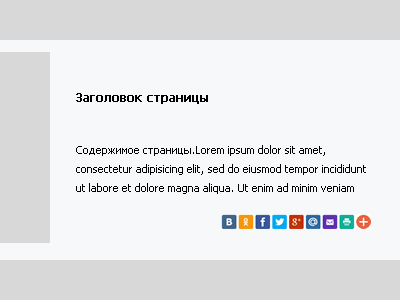 Заголовок страницы
Содержимое страницы.Lorem ipsum dolor sit amet,
consectetur adipisicing elit, sed do eiusmod tempor incididunt
ut labore et dolore magna aliqua. Ut enim ad minim veniam